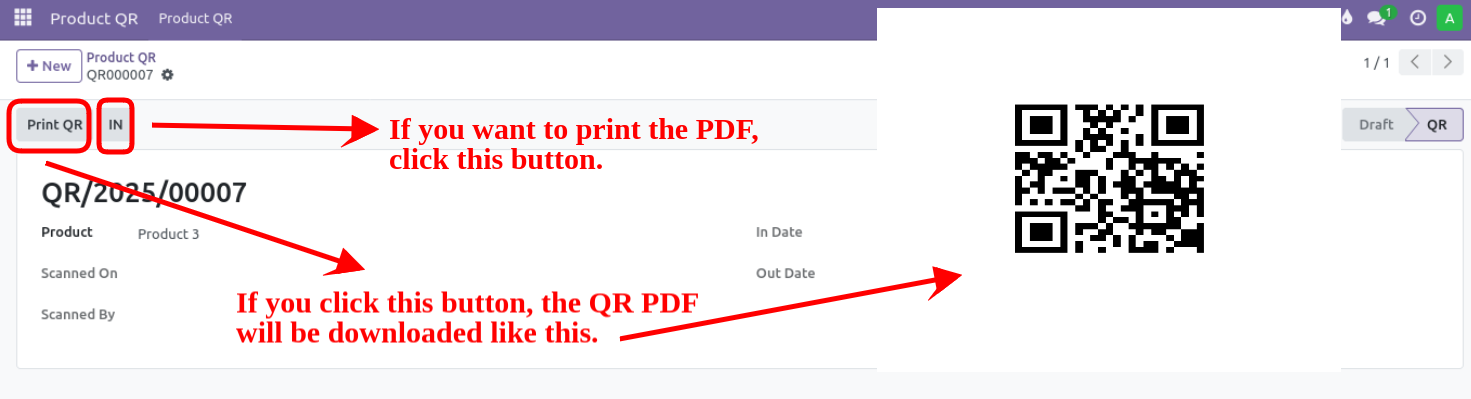 Product QR Product QR 1 A
New Product QR 1 / 1
QR000007
Print QR IN If you want to print the PDF, Draft QR
click this button.
QR/2025/00007
Product Product 3 In Date
Scanned On Out Date
If you click this button, the QR PDF
Scanned By will be downloaded like this.